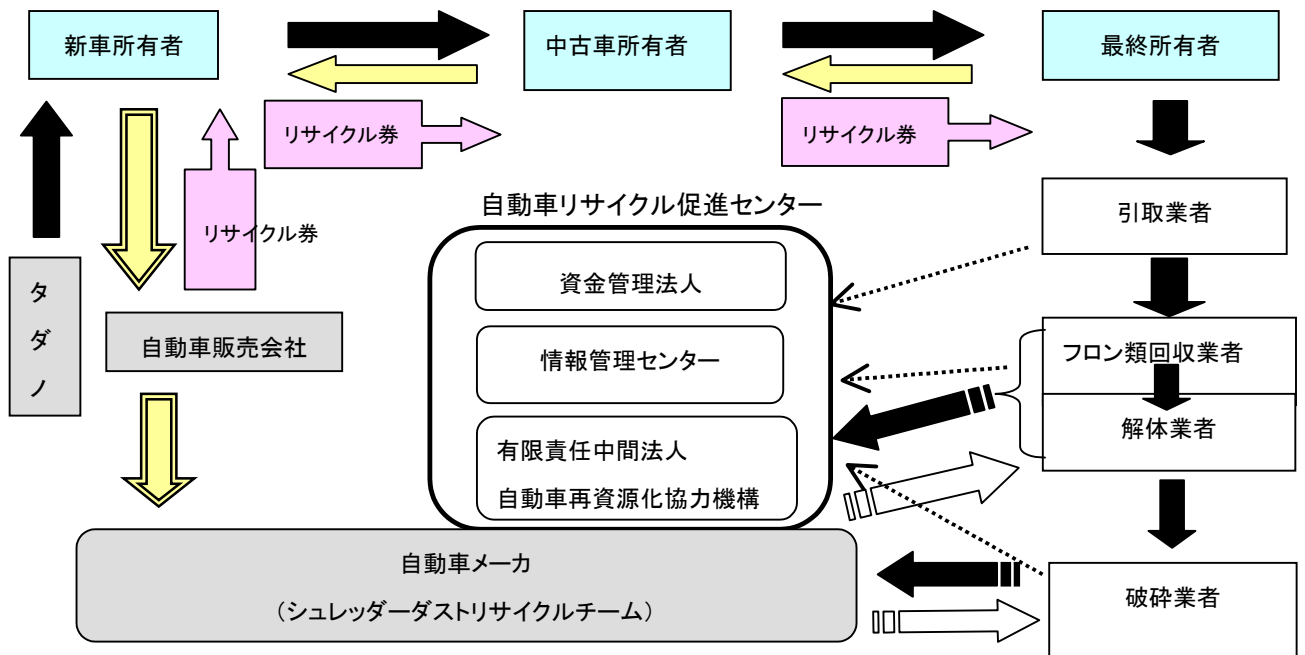 新車所有者
中古車所有者
最終所有者
リサイクル券
リサイクル券
リサイクル券
自動車リサイクル促進センター
引取業者
資金管理法人
タダノ
自動車販売会社
情報管理センター
フロン類回収業者
解体業者
有限責任中間法人
自動車再資源化協力機構
自動車メーカ
(シュレッダーダストリサイクルチーム)
破砕業者